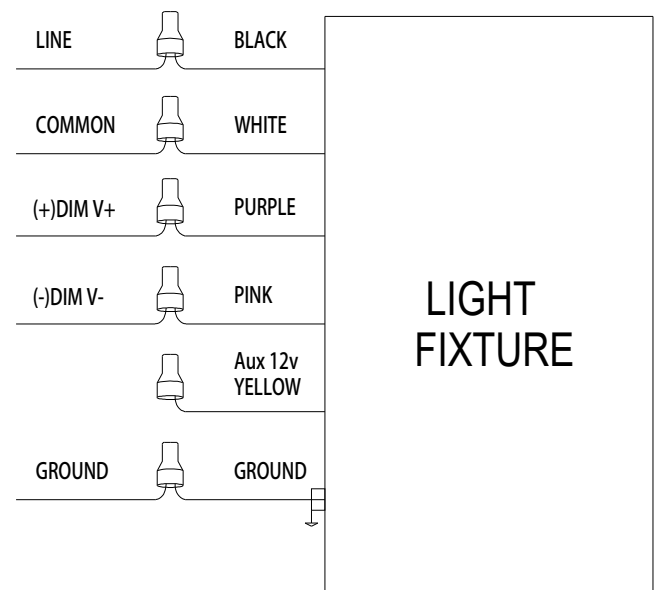 LINE BLACK
COMMON WHITE
(+)DIM V+ PURPLE
(-)DIM V- PINK
Aux 12v
YELLOW
GROUND GROUND
LIGHT
FIXTURE